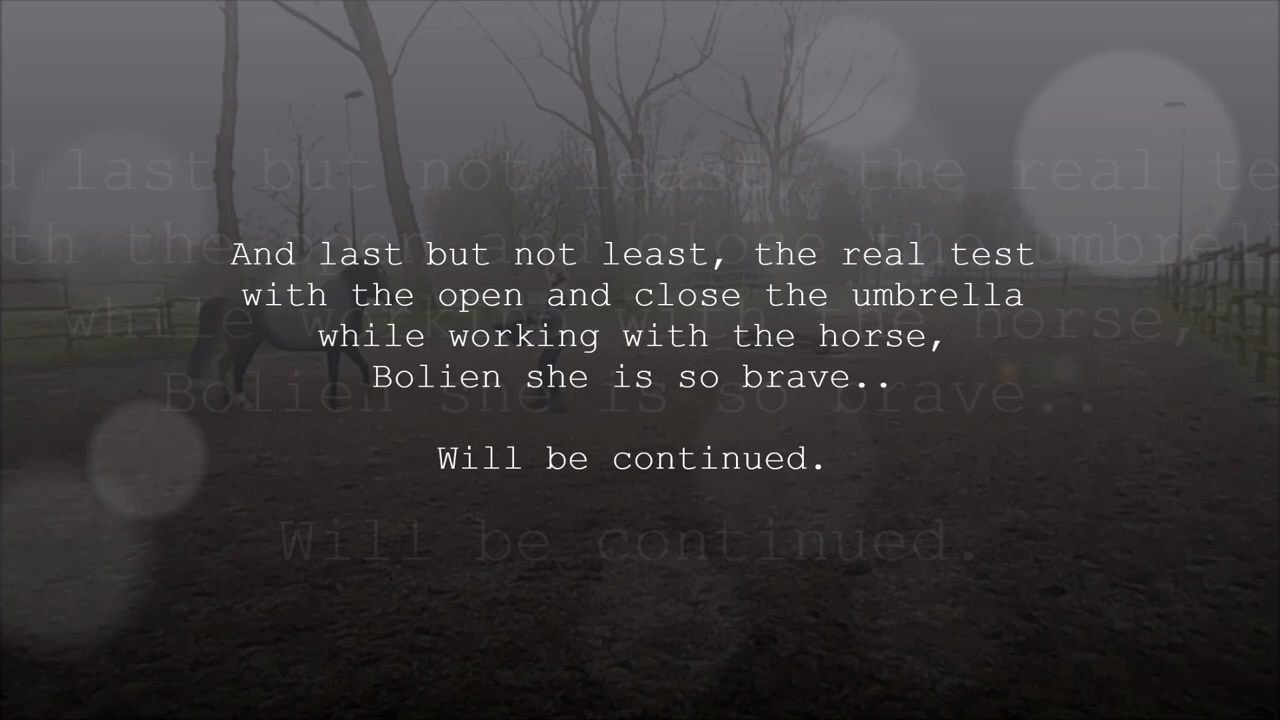 And last but not least, the real test
with the open and close the umbrella
while working with the horse,
Bolien she is so brave..
Will be continued.